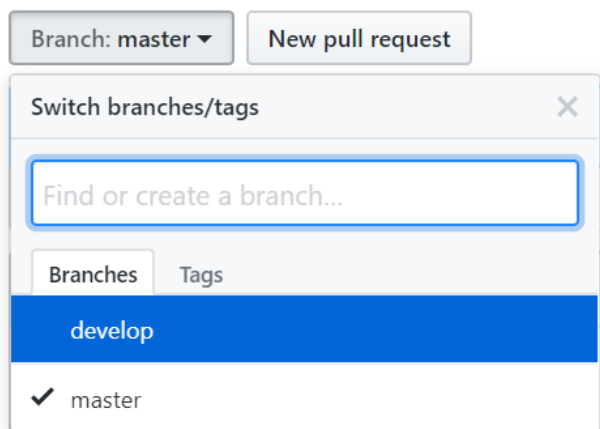 Branch: master New pull request
Switch branches/tags
Find or create a branch...
Branches Tags
develop
master